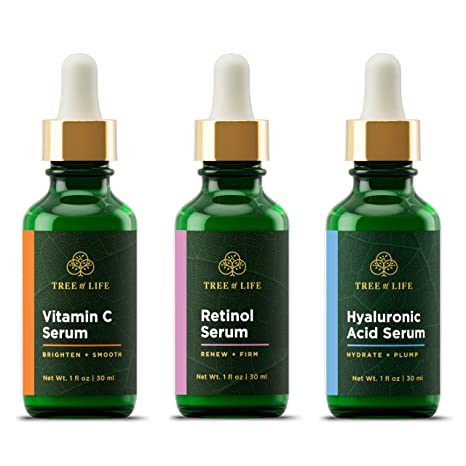 TREE of LIFE
Vitamin C
Serum
BRIGHTEN + SMOOTH
Net Wt. 1 fl oz | 30 ml
TREE of LIFE
Retinol
Serum
RENEW + FIRM
Net Wt. 1 fl oz | 30 ml
TREE of LIFE
Hyaluronic
Acid Serum
HYDRATE + PLUMP
Net Wt. 1 fl oz | 30 ml